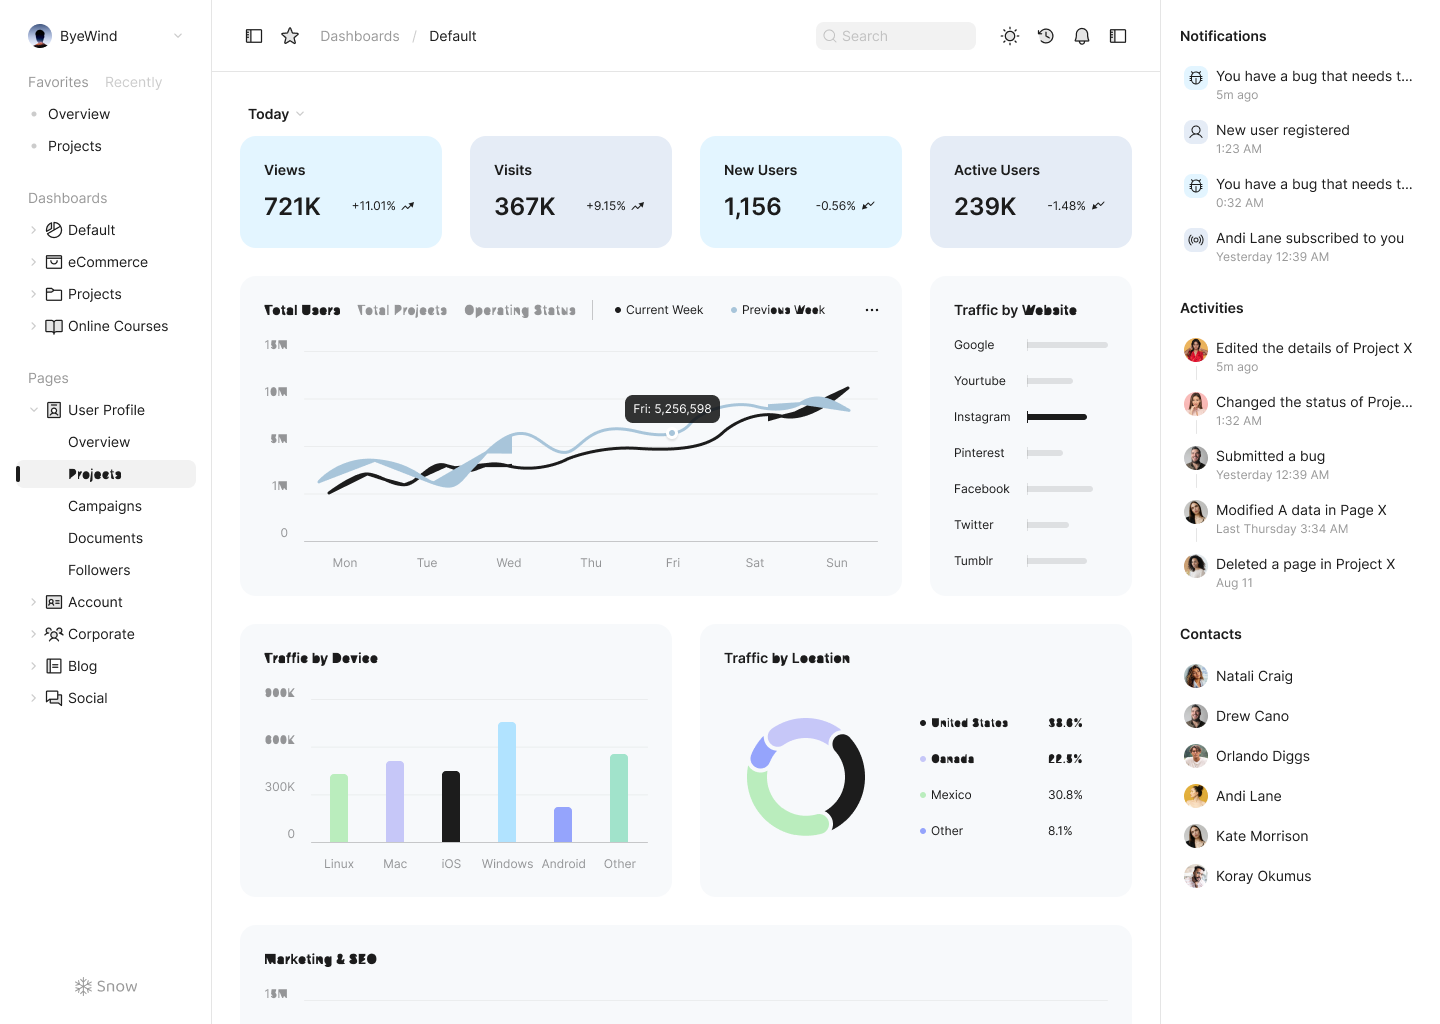 ByeWind
Favorites Recently
Overview
Projects
Dashboards
Default
eCommerce
Projects
Online Courses
Pages
User Profile
Overview
Projects
Campaigns
Documents
Followers
Account
Corporate
Blog
Social
Snow
Dashboards / Default
Search
Today
Views
721K +11.01%
Visits
367K +9.15%
New Users
1,156 -0.56%
Active Users
239K -1.48%
Total Users Total Projects Operating Status Current Week Previous Week
15M
10M
5M
1M
0
Fri: 5,256,598
Mon Tue Wed Thu Fri Sat Sun
Traffic by Website
Google
Yourtube
Instagram
Pinterest
Facebook
Twitter
Tumblr
Traffic by Device
900K
600K
300K
0
Linux Mac iOS Windows Android Other
Traffic by Location
United States
Canada
Mexico 30.8%
Other 8.1%
Marketing & SEO
15M
Notifications
You have a bug that needs t...
5m ago
New user registered
1:23 AM
You have a bug that needs t...
0:32 AM
Andi Lane subscribed to you
Yesterday 12:39 AM
Activities
Edited the details of Project X
5m ago
Changed the status of Proje...
1:32 AM
Submitted a bug
Yesterday 12:39 AM
Modified A data in Page X
Last Thursday 3:34 AM
Deleted a page in Project X
Aug 11
Contacts
Natali Craig
Drew Cano
Orlando Diggs
Andi Lane
Kate Morrison
Koray Okumus